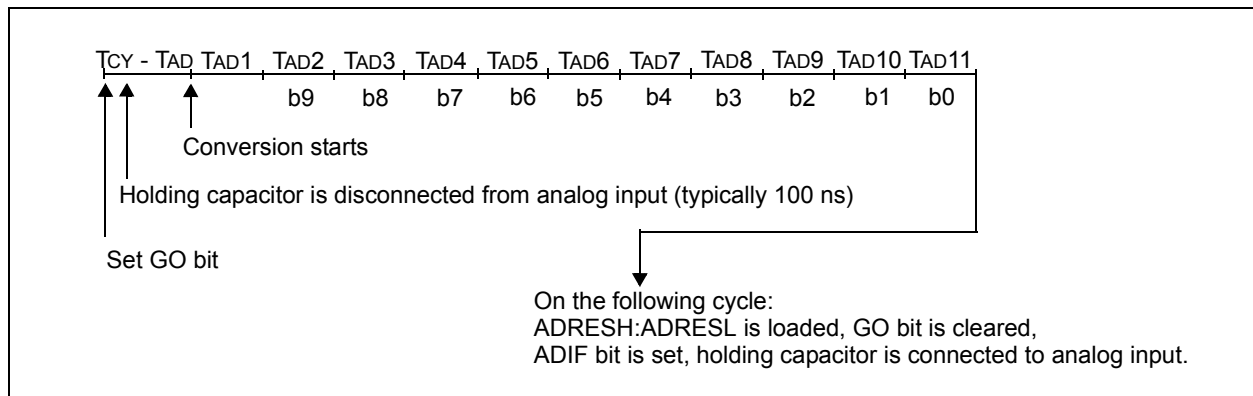 TCY - TAD TAD1 TAD2 TAD3 TAD4 TAD5 TAD6 TAD7 TAD8 TAD9 TAD10 TAD11
b9 b8 b7 b6 b5 b4 b3 b2 b1 b0
Conversion starts
Holding capacitor is disconnected from analog input (typically 100 ns)
Set GO bit
On the following cycle:
ADRESH:ADRESL is loaded, GO bit is cleared,
ADIF bit is set, holding capacitor is connected to analog input.